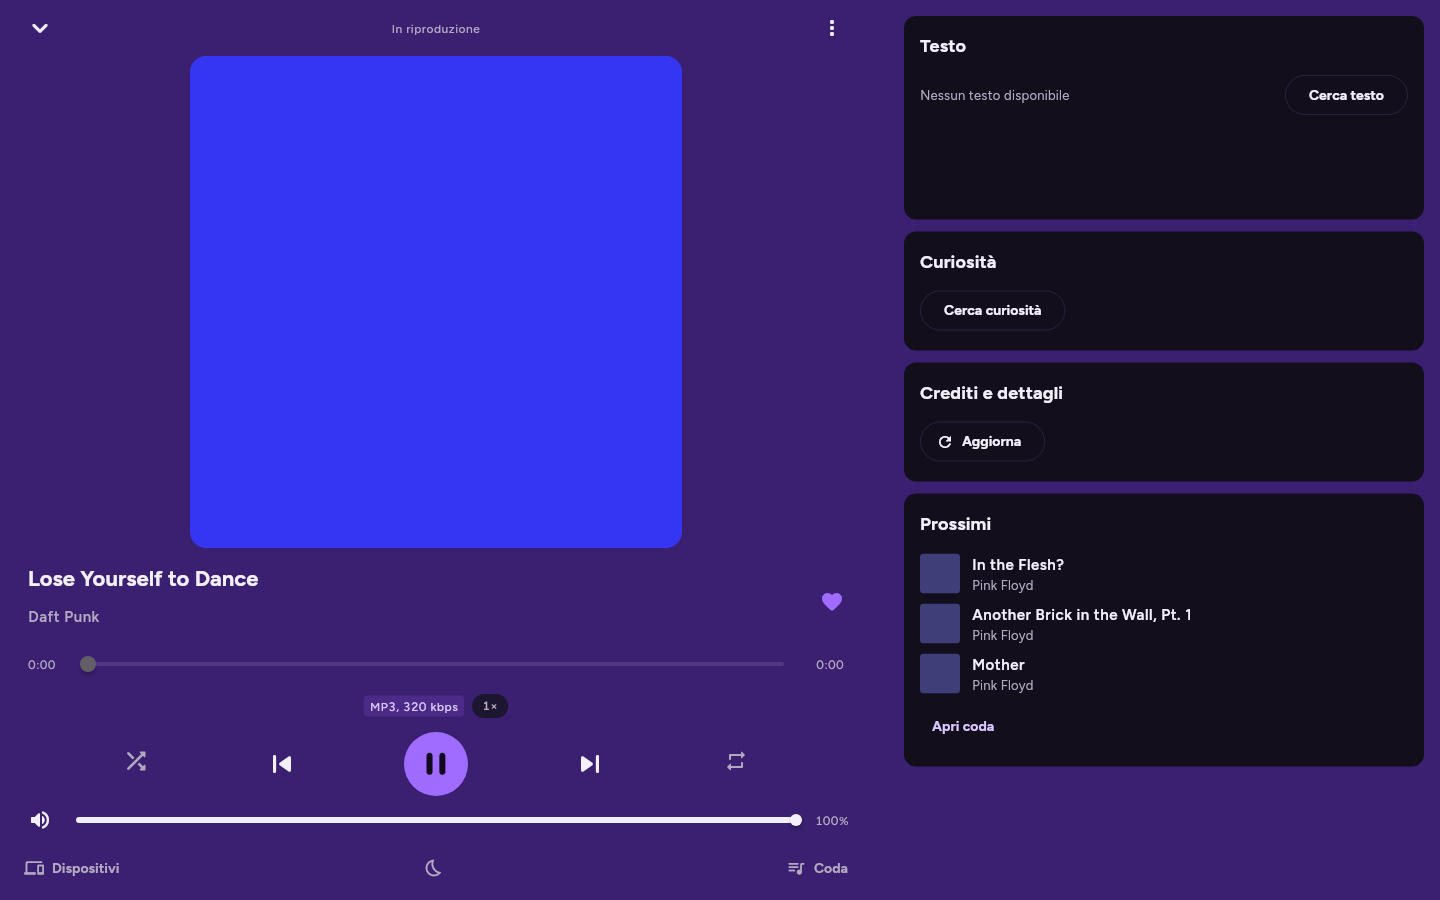 In riproduzione
Lose Yourself to Dance
Daft Punk
0:00
0:00
MP3, 320 kbps
1×
100%
Dispositivi
Coda
Testo
Nessun testo disponibile
Cerca testo
Curiosità
Cerca curiosità
Crediti e dettagli
Aggiorna
Prossimi
In the Flesh?
Pink Floyd
Another Brick in the Wall, Pt. 1
Pink Floyd
Mother
Pink Floyd
Apri coda